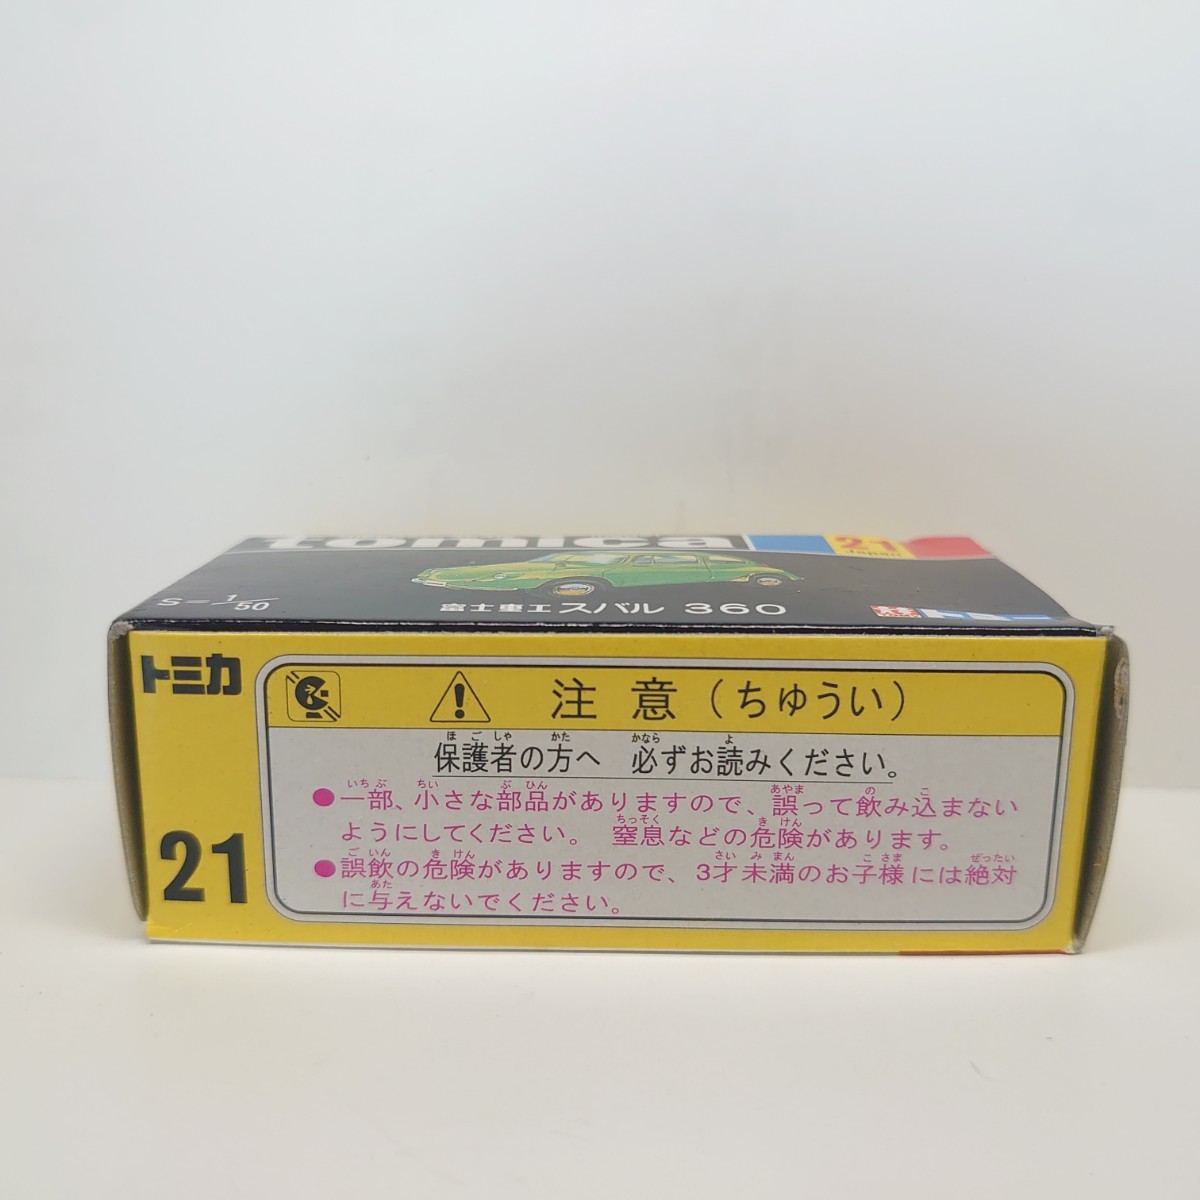 tomica
21
Japan
S=1/50
富士重工スバル 360
トミー
トミカ
注意(ちゅうい)
保護者の方へ 必ずお読みください。
●一部、小さな部品がありますので、誤って飲み込まない
ようにしてください。 窒息などの危険があります。
●誤飲の危険がありますので、3才未満のお子様には絶対
に与えないでください。
21